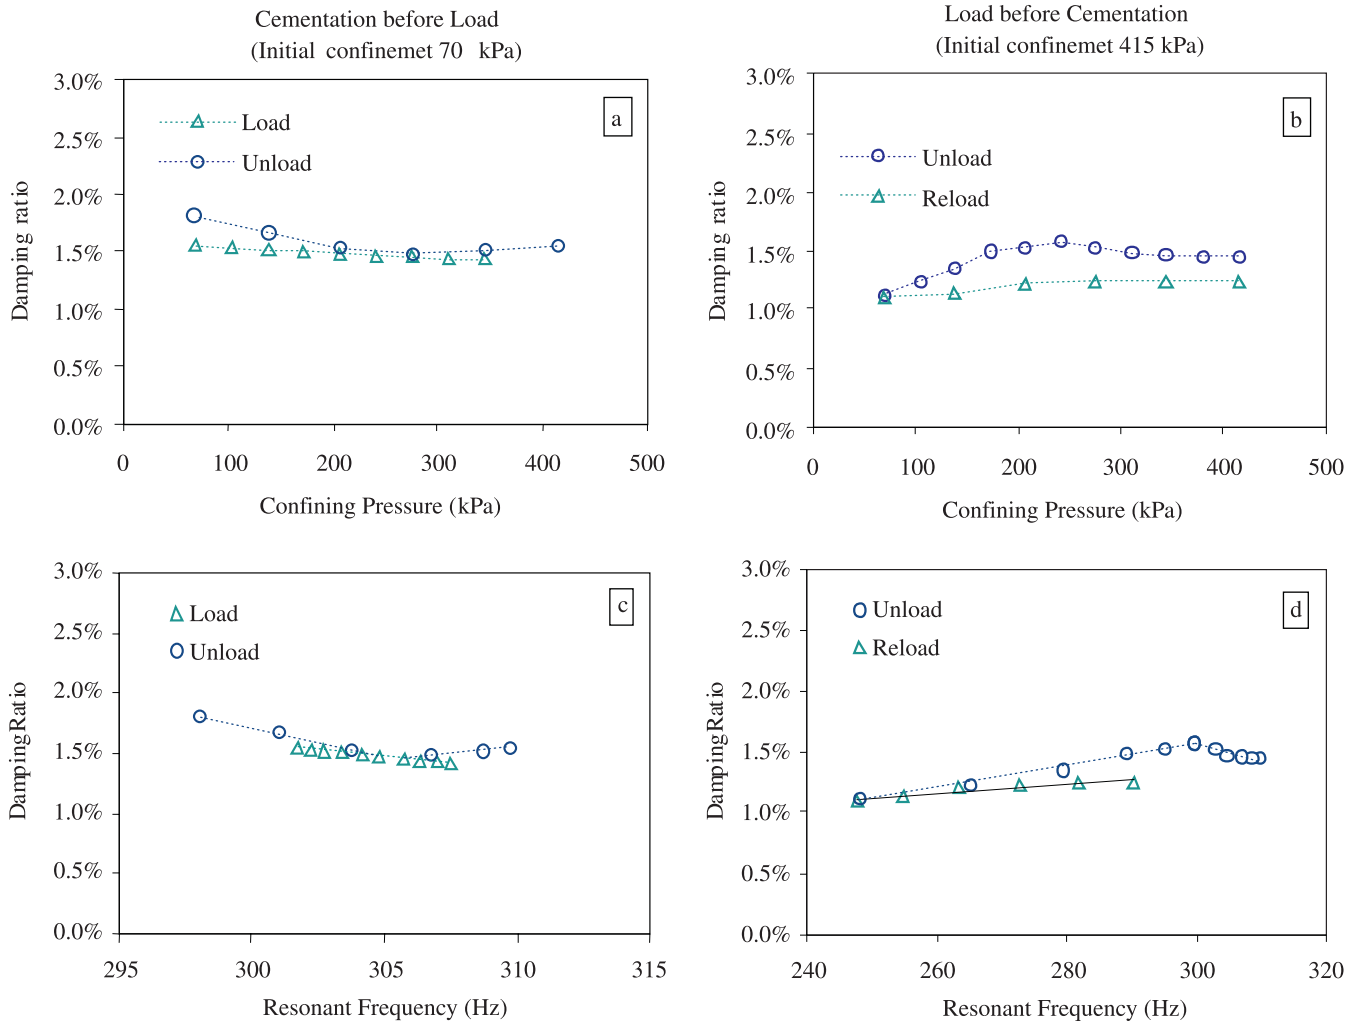 Cementation before Load
(Initial confinemet 70 kPa)
3.0%
2.5%
2.0%
1.5%
1.0%
0.5%
0.0%
Damping ratio
Load
Unload
a
0 100 200 300 400 500
Confining Pressure (kPa)
Load before Cementation
(Initial confinemet 415 kPa)
3.0%
2.5%
2.0%
1.5%
1.0%
0.5%
0.0%
Damping ratio
Unload
Reload
b
0 100 200 300 400 500
Confining Pressure (kPa)
3.0%
2.5%
2.0%
1.5%
1.0%
0.5%
0.0%
DampingRatio
Load
Unload
c
295 300 305 310 315
Resonant Frequency (Hz)
3.0%
2.5%
2.0%
1.5%
1.0%
0.5%
0.0%
DampingRatio
Unload
Reload
d
240 260 280 300 320
Resonant Frequency (Hz)